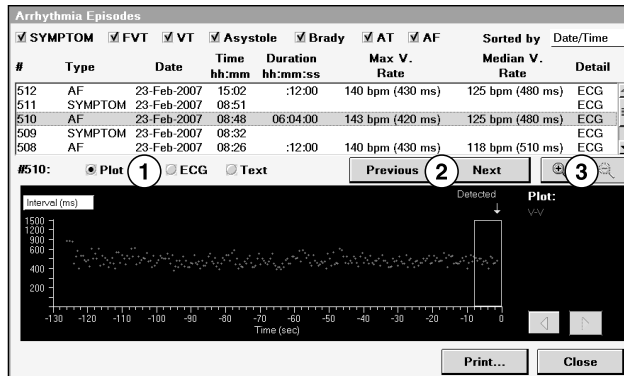 Arrhythmia Episodes
SYMPTOM FVT VT Asystole Brady AT AF Sorted by Date/Time
# Type Date Time hh:mm Duration hh:mm:ss Max V. Rate Median V. Rate Detail
512 AF 23-Feb-2007 15:02 :12:00 140 bpm (430 ms) 125 bpm (480 ms) ECG
511 SYMPTOM 23-Feb-2007 08:51 ECG
510 AF 23-Feb-2007 08:48 06:04:00 143 bpm (420 ms) 125 bpm (480 ms) ECG
509 SYMPTOM 23-Feb-2007 08:32 ECG
508 AF 23-Feb-2007 08:26 :12:00 140 bpm (430 ms) 118 bpm (510 ms) ECG
#510: Plot 1 ECG Text Previous 2 Next 3
Interval (ms) Detected Plot:
V-V
1500
1200
900
600
400
200
-130 -120 -110 -100 -90 -80 -70 -60 -50 -40 -30 -20 -10 0
Time (sec)
Print... Close